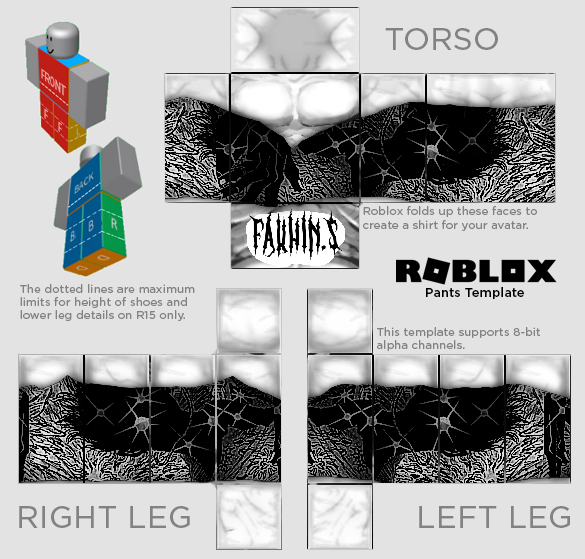 TORSO
FRONT
F F L
BACK
B B R
FAUHIN.S
Roblox folds up these faces to
create a shirt for your avatar.
ROBLOX
Pants Template
The dotted lines are maximum
limits for height of shoes and
lower leg details on R15 only.
This template supports 8-bit
alpha channels.
RIGHT LEG
LEFT LEG